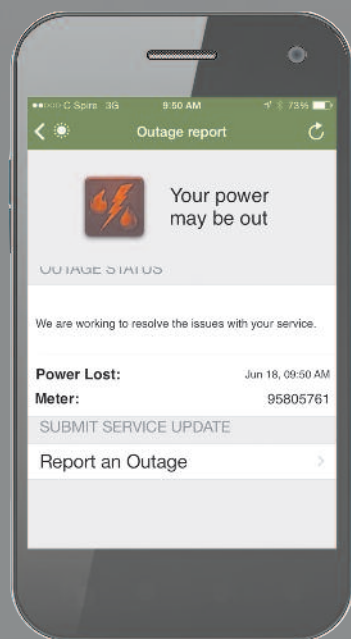 C Spire 3G 9:50 AM 73%
Outage report
Your power
may be out
OUTAGE STATUS
We are working to resolve the issues with your service.
Power Lost: Jun 18, 09:50 AM
Meter: 95805761
SUBMIT SERVICE UPDATE
Report an Outage